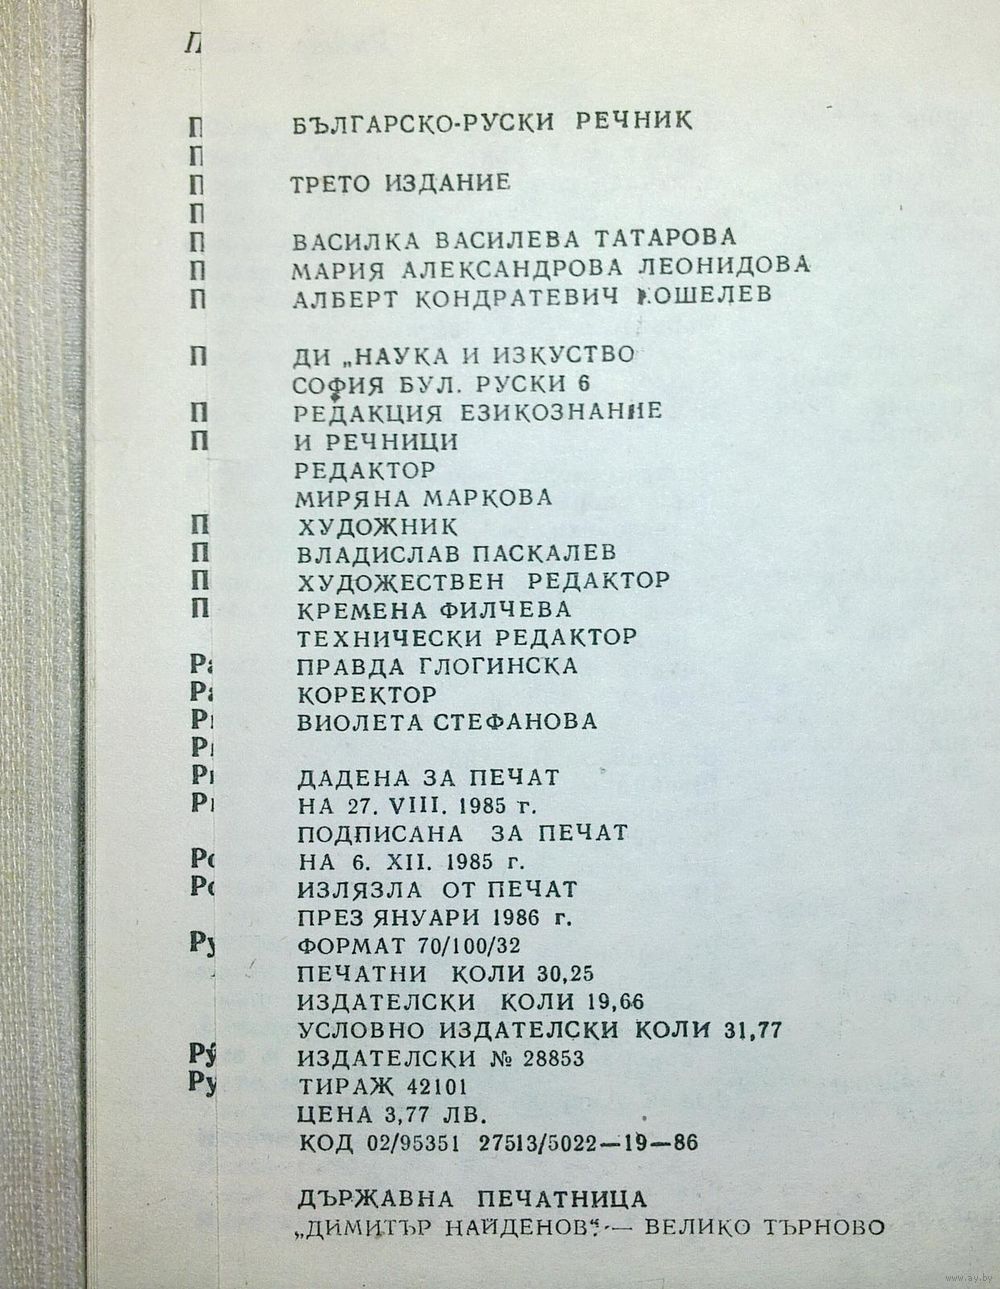 БЪЛГАРСКО-РУСКИ РЕЧНИК
ТРЕТО ИЗДАНИЕ
ВАСИЛКА ВАСИЛЕВА ТАТАРОВА
МАРИЯ АЛЕКСАНДРОВА ЛЕОНИДОВА
АЛБЕРТ КОНДРАТЕВИЧ КОШЕЛЕВ
ДИ „НАУКА И ИЗКУСТВО
СОФИЯ БУЛ. РУСКИ 6
РЕДАКЦИЯ ЕЗИКОЗНАНИЕ
И РЕЧНИЦИ
РЕДАКТОР
МИРЯНА МАРКОВА
ХУДОЖНИК
ВЛАДИСЛАВ ПАСКАЛЕВ
ХУДОЖЕСТВЕН РЕДАКТОР
КРЕМЕНА ФИЛЧЕВА
ТЕХНИЧЕСКИ РЕДАКТОР
ПРАВДА ГЛОГИНСКА
КОРЕКТОР
ВИОЛЕТА СТЕФАНОВА
ДАДЕНА ЗА ПЕЧАТ
НА 27. VIII. 1985 г.
ПОДПИСАНА ЗА ПЕЧАТ
НА 6. XII. 1985 г.
ИЗЛЯЗЛА ОТ ПЕЧАТ
ПРЕЗ ЯНУАРИ 1986 г.
ФОРМАТ 70/100/32
ПЕЧАТНИ КОЛИ 30,25
ИЗДАТЕЛСКИ КОЛИ 19,66
УСЛОВНО ИЗДАТЕЛСКИ КОЛИ 31,77
ИЗДАТЕЛСКИ № 28853
ТИРАЖ 42101
ЦЕНА 3,77 ЛВ.
КОД 02/95351 27513/5022—19—86
ДЪРЖАВНА ПЕЧАТНИЦА
„ДИМИТЪР НАЙДЕНОВ“ — ВЕЛИКО ТЪРНОВО
www.ay.by